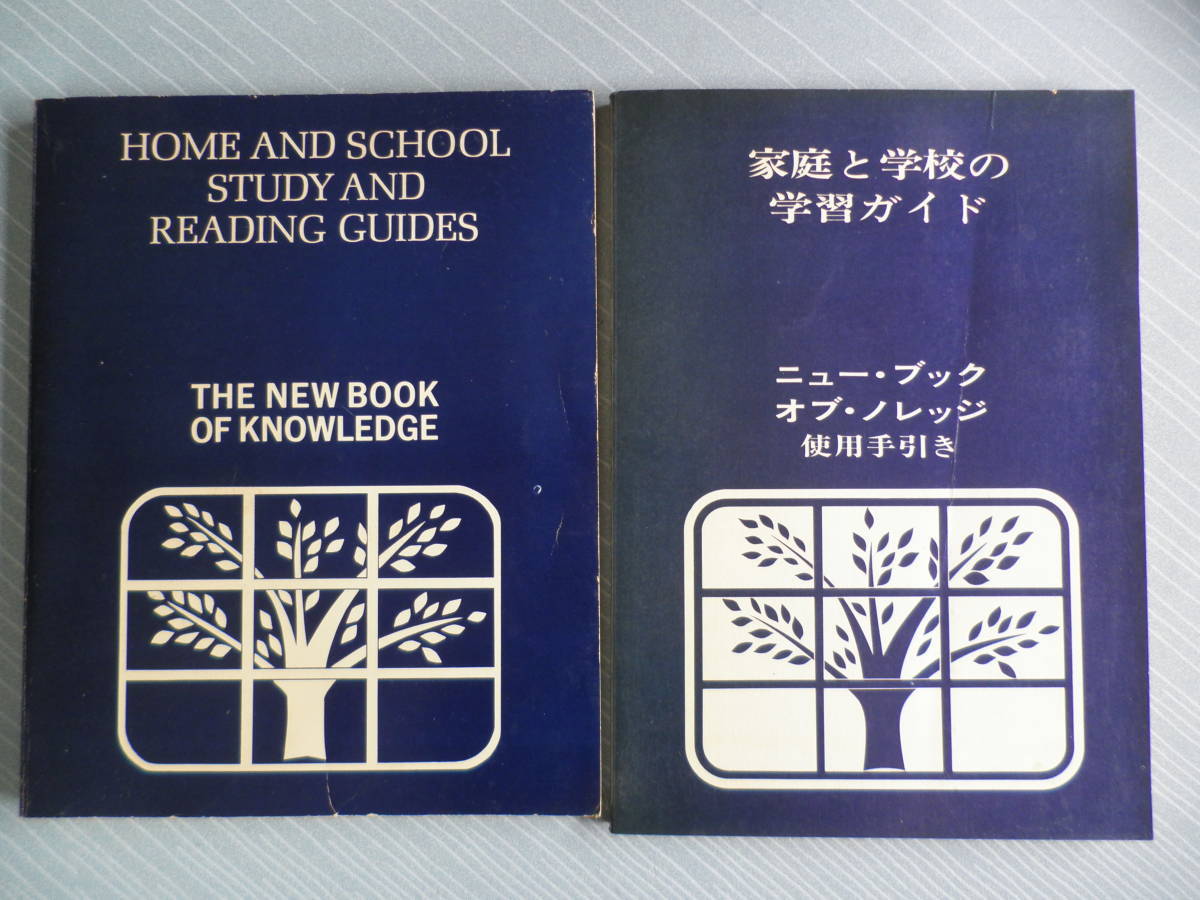 HOME AND SCHOOL
STUDY AND
READING GUIDES
THE NEW BOOK
OF KNOWLEDGE
家庭と学校の
学習ガイド
ニュー・ブック
オブ・ノレッジ
使用手引き